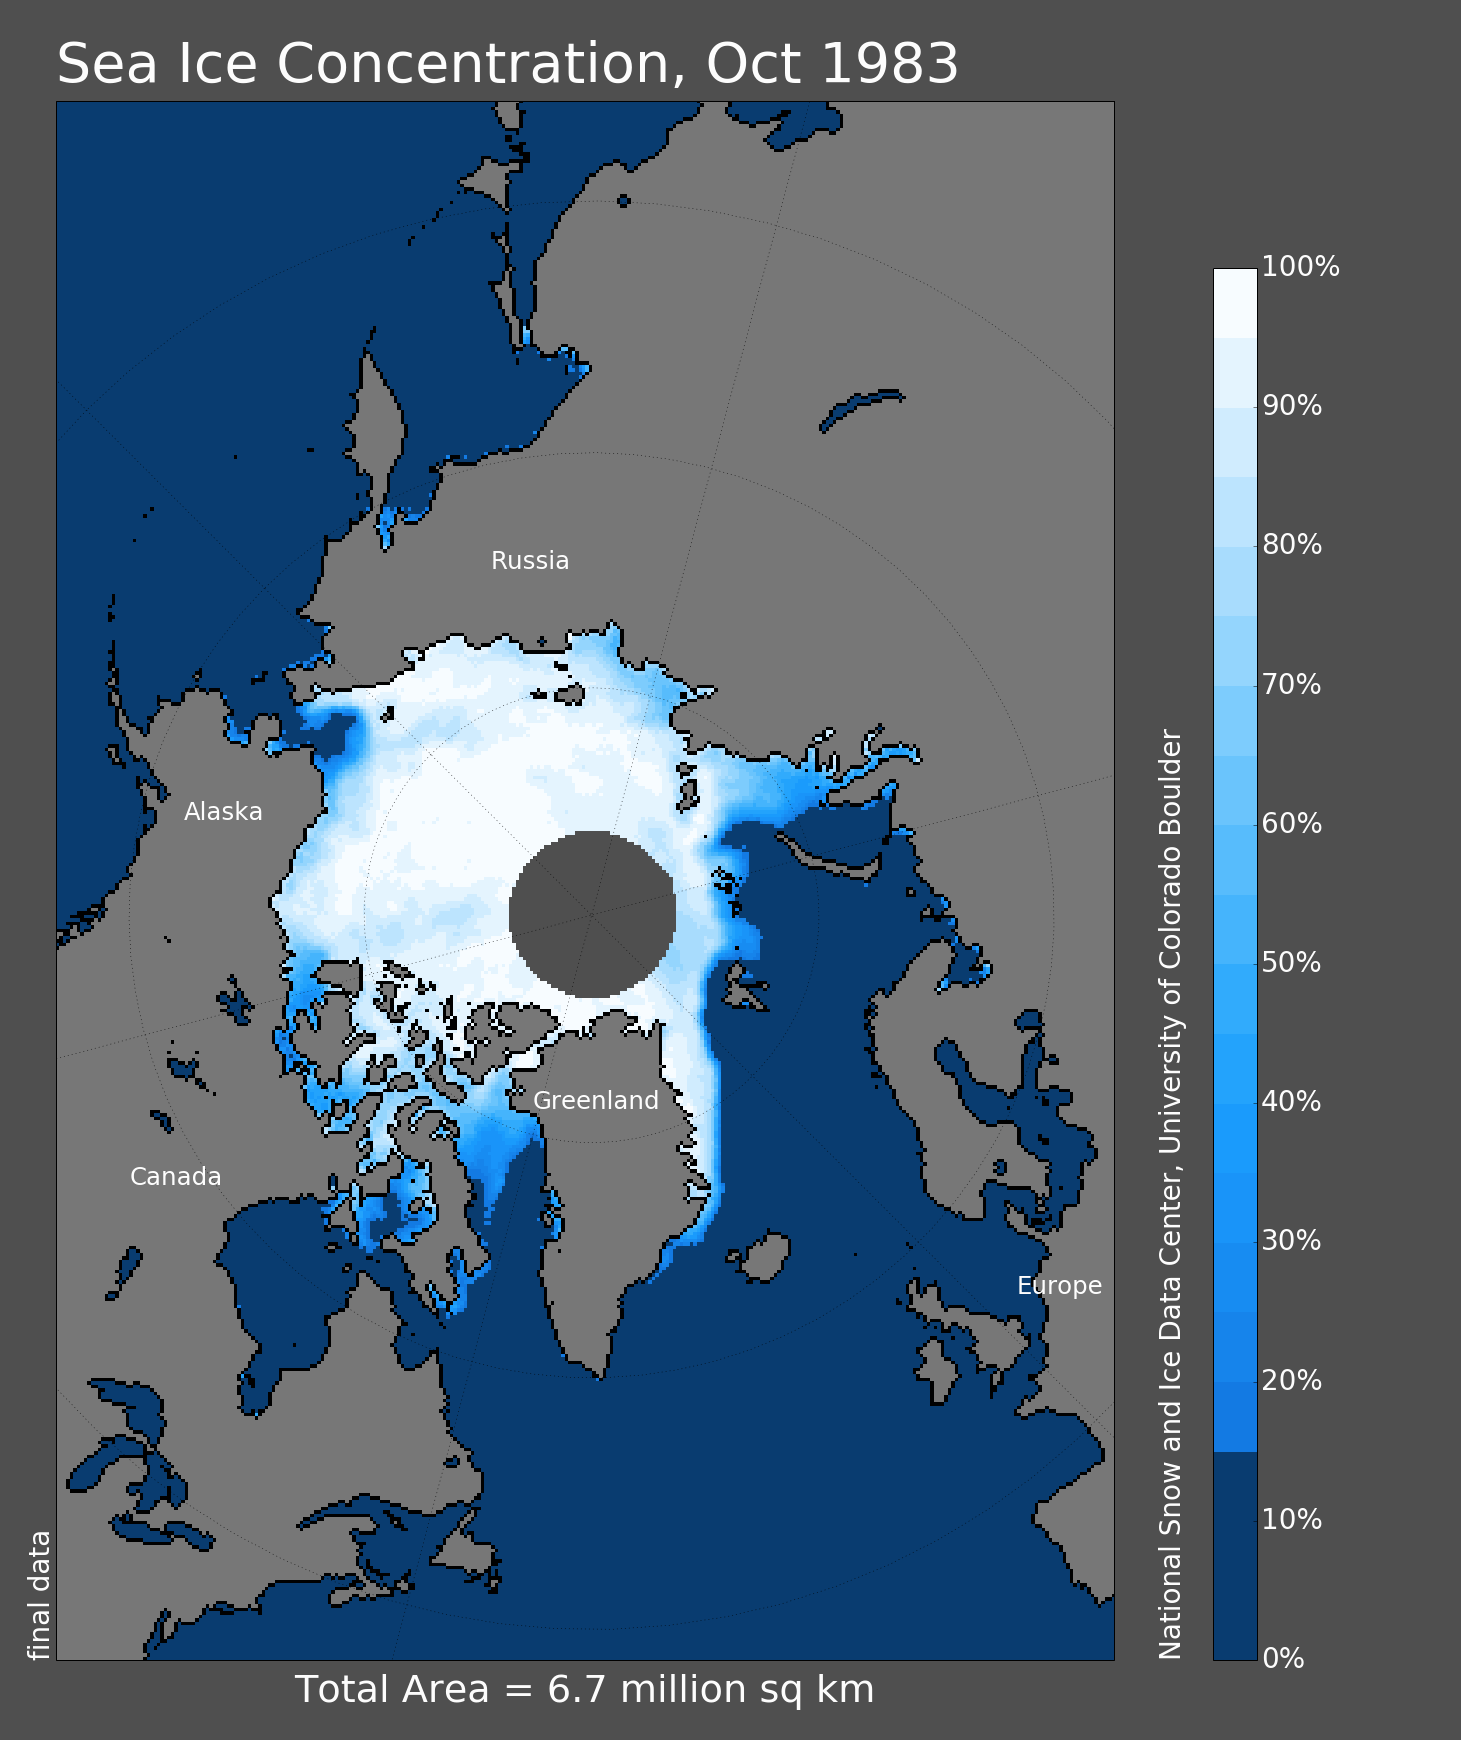 Sea Ice Concentration, Oct 1983
Russia
Alaska
Greenland
Canada
Europe
100%
90%
80%
70%
60%
50%
40%
30%
20%
10%
0%
National Snow and Ice Data Center, University of Colorado Boulder
final data
Total Area = 6.7 million sq km